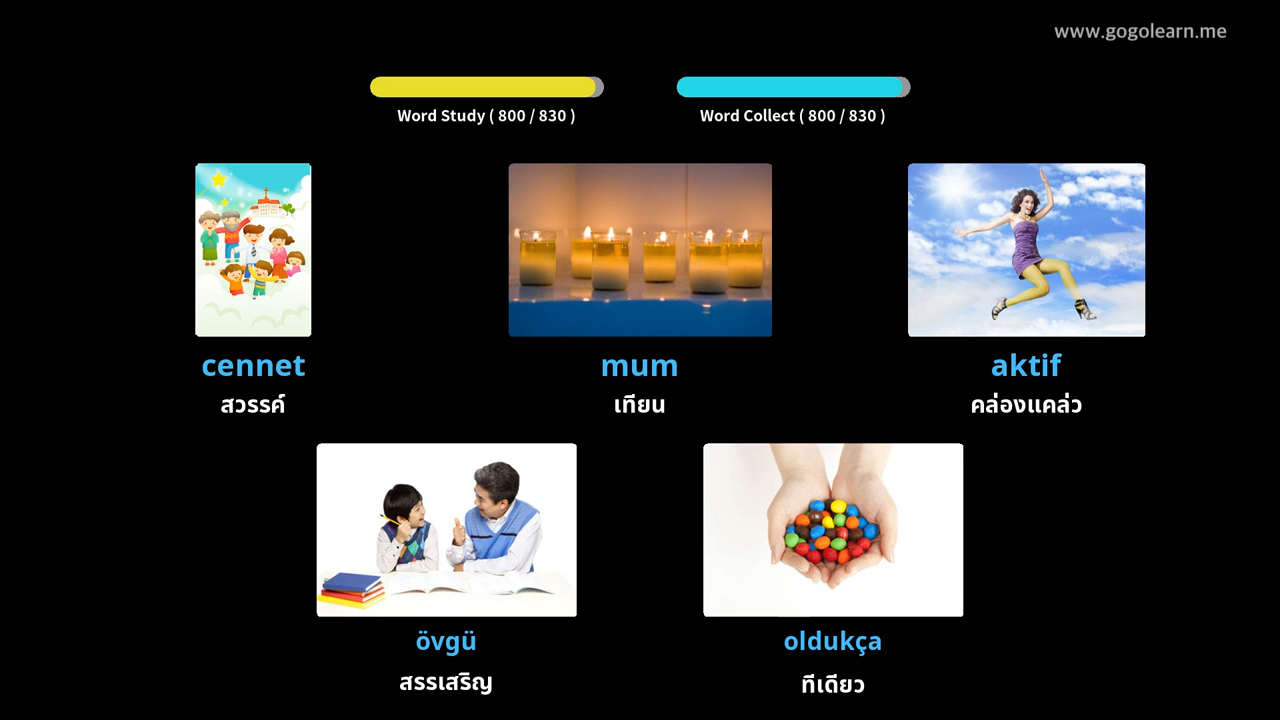 www.gogolearn.me
Word Study ( 800 / 830 )
Word Collect ( 800 / 830 )
cennet
สวรรค์
mum
เทียน
aktif
คล่องแคล่ว
övgü
สรรเสริญ
oldukça
ทีเดียว